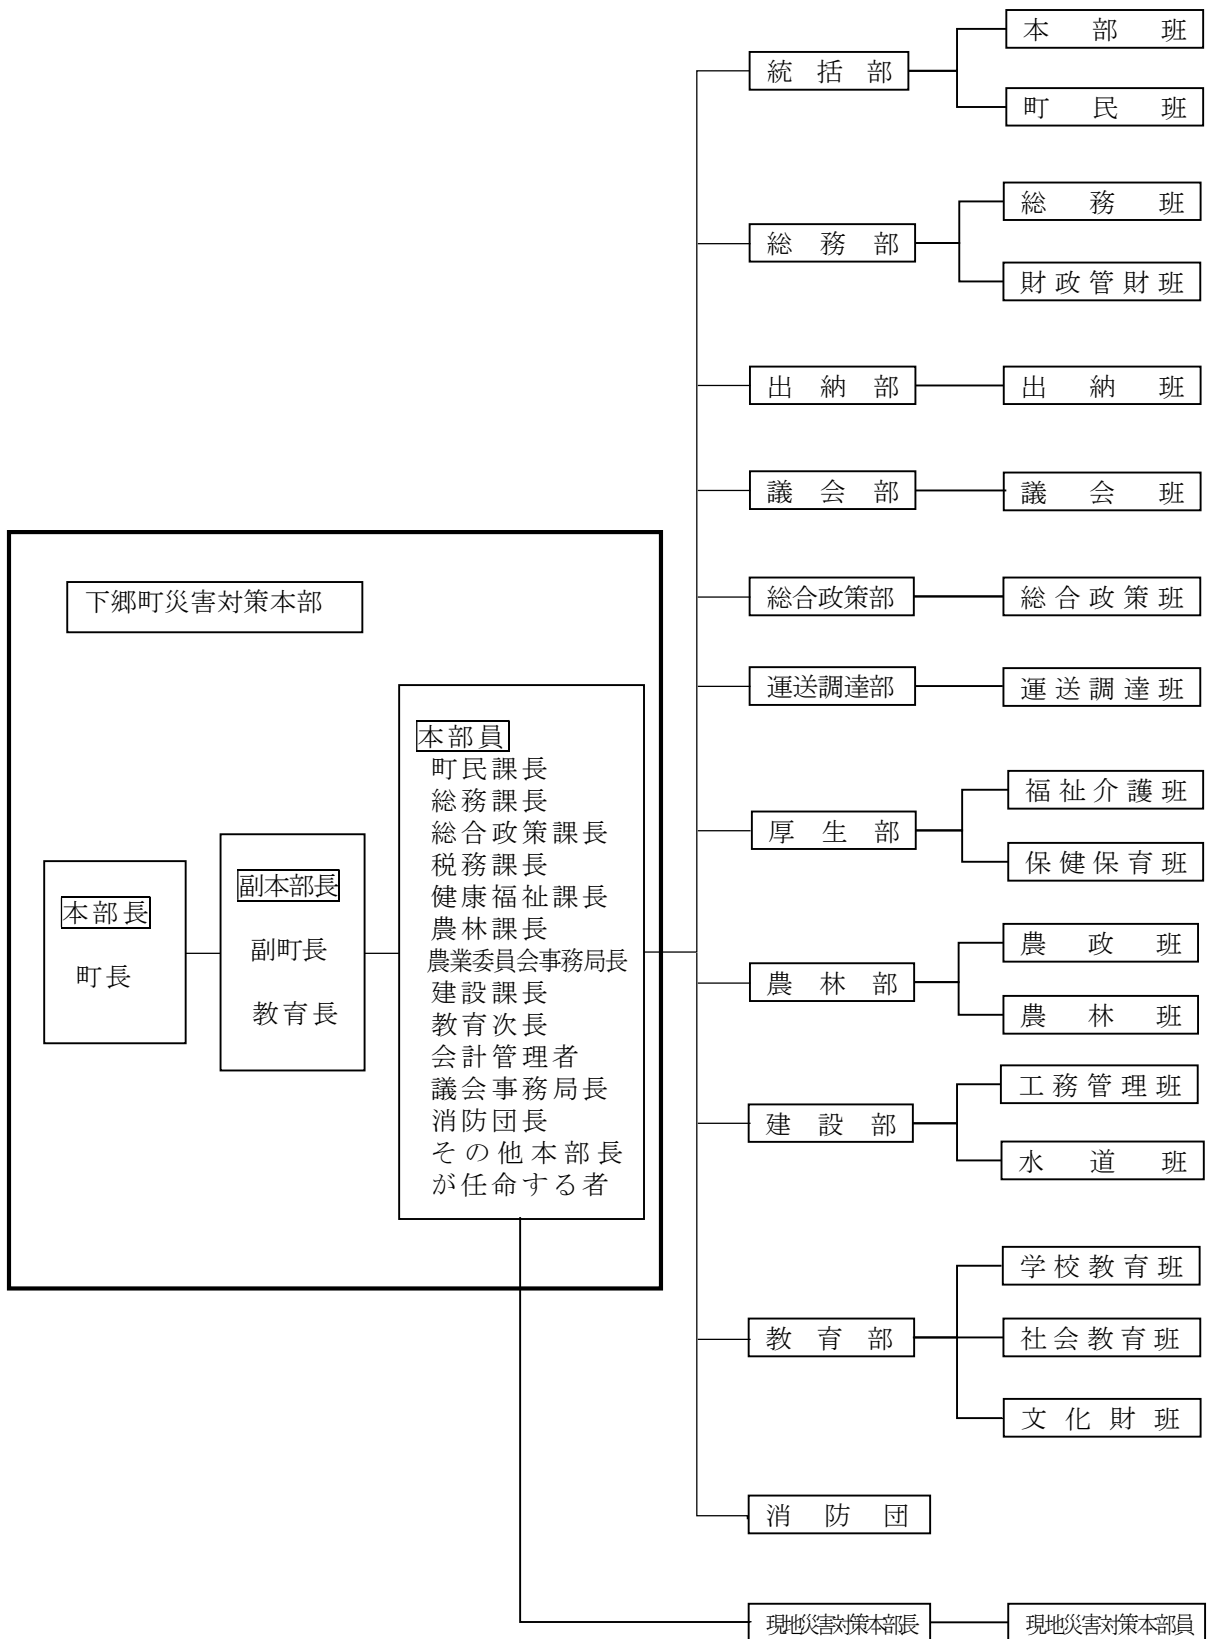 下郷町災害対策本部
本部長
町長
副本部長
副町長
教育長
本部員
町民課長
総務課長
総合政策課長
税務課長
健康福祉課長
農林課長
農業委員会事務局長
建設課長
教育次長
会計管理者
議会事務局長
消防団長
その他本部長
が任命する者
統括部
本部班
町民班
総務部
総務班
財政管財班
出納部
出納班
議会部
議会班
総合政策部
総合政策班
運送調達部
運送調達班
厚生部
福祉介護班
保健保育班
農林部
農政班
農林班
建設部
工務管理班
水道班
教育部
学校教育班
社会教育班
文化財班
消防団
現地災害対策本部長
現地災害対策本部員